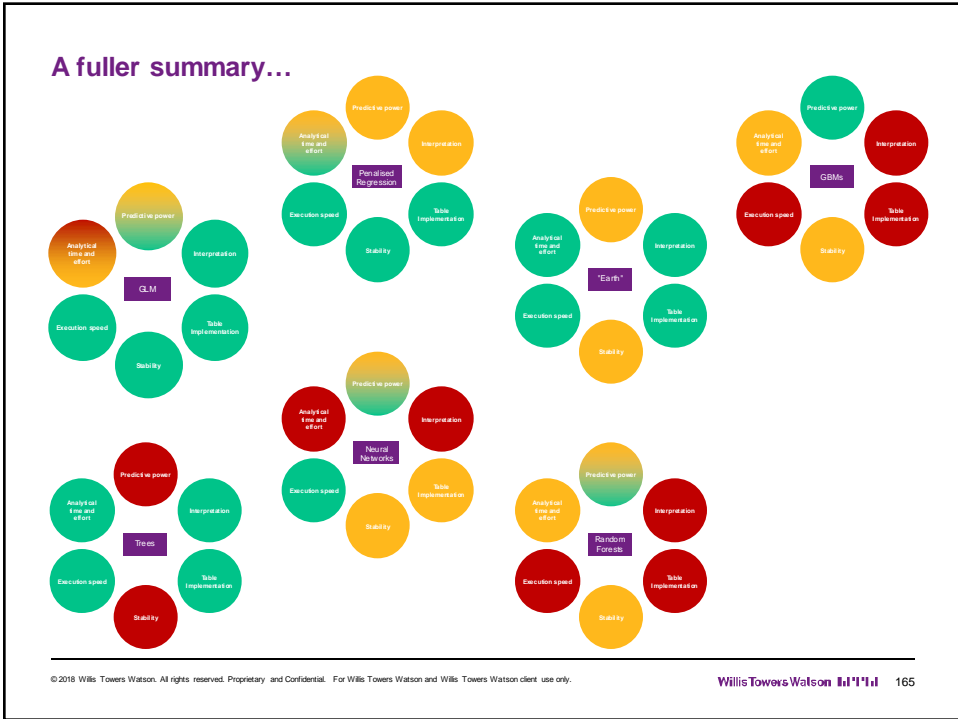 A fuller summary...
Predictive power
Analytical
time and
effort
Interpretation
Penalised
Regression
Execution speed
Table
Implementation
Stability
Predictive power
Analytical
time and
effort
Interpretation
GBMs
Execution speed
Table
Implementation
Stability
Predictive power
Analytical
time and
effort
Interpretation
GLM
Execution speed
Table
Implementation
Stability
Predictive power
Analytical
time and
effort
Interpretation
"Earth"
Execution speed
Table
Implementation
Stability
Predictive power
Analytical
time and
effort
Interpretation
Neural
Networks
Execution speed
Table
Implementation
Stability
Predictive power
Analytical
time and
effort
Interpretation
Trees
Execution speed
Table
Implementation
Stability
Predictive power
Analytical
time and
effort
Interpretation
Random
Forests
Execution speed
Table
Implementation
Stability
© 2018 Willis Towers Watson. All rights reserved. Proprietary and Confidential. For Willis Towers Watson and Willis Towers Watson client use only.
Willis Towers Watson
165